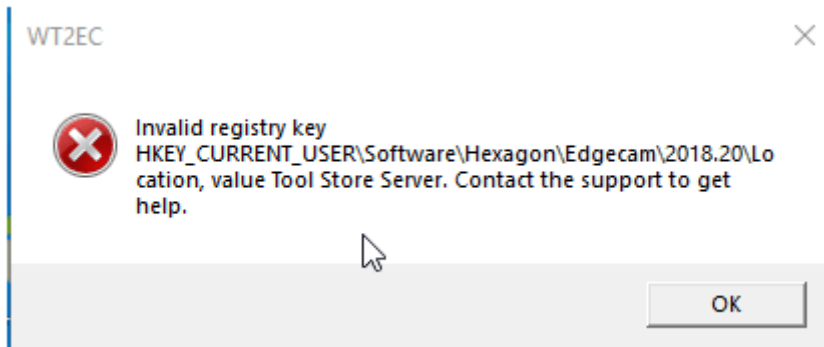 WT2EC
Invalid registry key
HKEY_CURRENT_USER\Software\Hexagon\Edgecam\2018.20\Lo
cation, value Tool Store Server. Contact the support to get
help.
OK